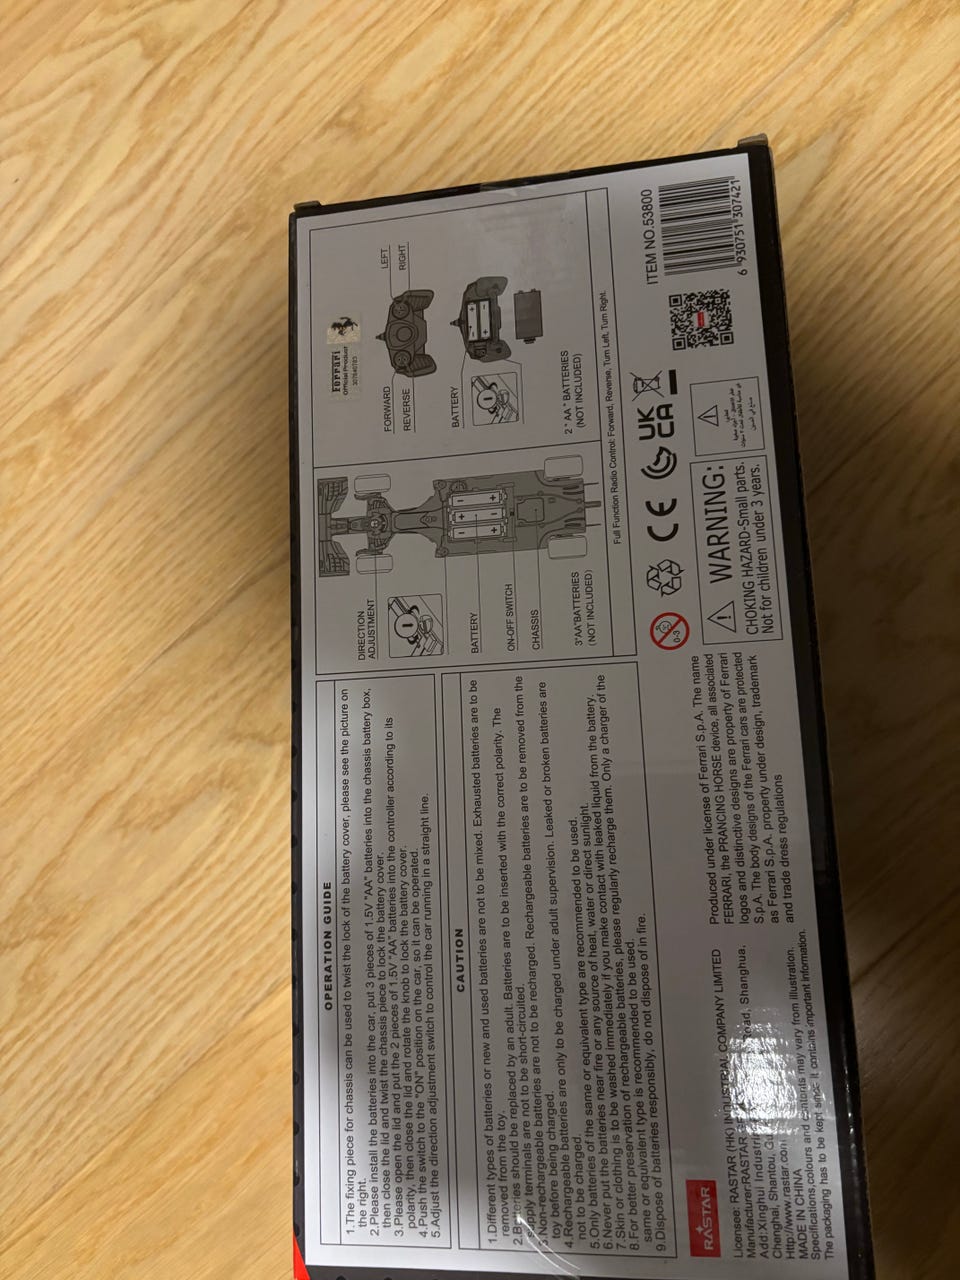 OPERATION GUIDE
1.The fixing piece for chassis can be used to twist the lock of the battery cover, please see the picture on
the right.
2.Please install the batteries into the car, put 3 pieces of 1.5V "AA" batteries into the chassis battery box,
then close the lid and twist the chassis piece to lock the battery cover.
3.Please open the lid and put the 2 pieces of 1.5V "AA" batteries into the controller according to its
polarity, then close the lid and rotate the knob to lock the battery cover.
4.Push the switch to the "ON" position on the car, so it can be operated.
5.Adjust the direction adjustment switch to control the car running in a straight line.
CAUTION
1.Different types of batteries or new and used batteries are not to be mixed. Exhausted batteries are to be
removed from the toy.
2.Batteries should be replaced by an adult. Batteries are to be inserted with the correct polarity. The
supply terminals are not to be short-circuited.
3.Non-rechargeable batteries are not to be recharged. Rechargeable batteries are to be removed from the
toy before being charged.
4.Rechargeable batteries are only to be charged under adult supervision. Leaked or broken batteries are
not to be charged.
5.Only batteries of the same or equivalent type are recommended to be used.
6.Never put the batteries near fire or any source of heat, water or direct sunlight.
7.Skin or clothing is to be washed immediately if you make contact with leaked liquid from the battery.
8.For better preservation of rechargeable batteries, please regularly recharge them. Only a charger of the
same or equivalent type is recommended to be used.
9.Dispose of batteries responsibly, do not dispose of in fire.
DIRECTION
ADJUSTMENT
BATTERY
ON-OFF SWITCH
CHASSIS
3*"AA"BATTERIES
(NOT INCLUDED)
Ferrari
Official Product
FORWARD
REVERSE
LEFT
RIGHT
BATTERY
2 * AA * BATTERIES
(NOT INCLUDED)
Full Function Radio Control: Forward, Reverse, Turn Left, Turn Right.
RASTAR
Licensee: RASTAR (HK) INDUSTRIAL COMPANY LIMITED
Manufacturer:RASTAR
Add:Xinghui Industrial Road, Shanghua,
Chenghai, Shantou,
Http://www.rastar.com
MADE IN CHINA
Specifications,colours and contents may vary from illustration.
The packaging has to be kept since it contains important information.
Produced under license of Ferrari S.p.A. The name
FERRARI, the PRANCING HORSE device, all associated
logos and distinctive designs are property of Ferrari
S.p.A. The body designs of the Ferrari cars are protected
as Ferrari S.p.A. property under design, trademark
and trade dress regulations
0-3
CE
UK
CA
WARNING:
CHOKING HAZARD-Small parts.
Not for children under 3 years.
ITEM NO.53800
6 930751 307421